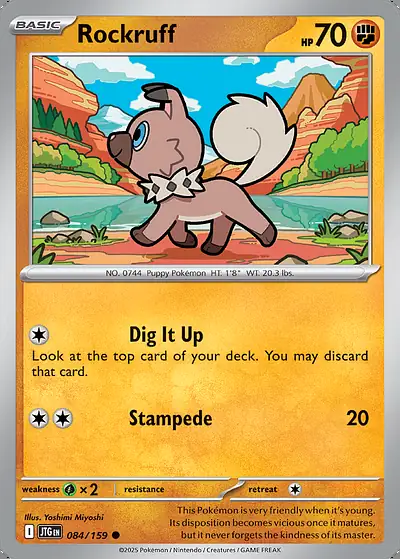 BASIC
Rockruff
HP 70
NO. 0744 Puppy Pokémon HT: 1'8" WT: 20.3 lbs.
Dig It Up
Look at the top card of your deck. You may discard
that card.
Stampede 20
weakness × 2 resistance retreat
Illus. Yoshimi Miyoshi
I JTG EN 084/159
This Pokémon is very friendly when it's young.
Its disposition becomes vicious once it matures,
but it never forgets the kindness of its master.
©2025 Pokémon / Nintendo / Creatures / GAME FREAK